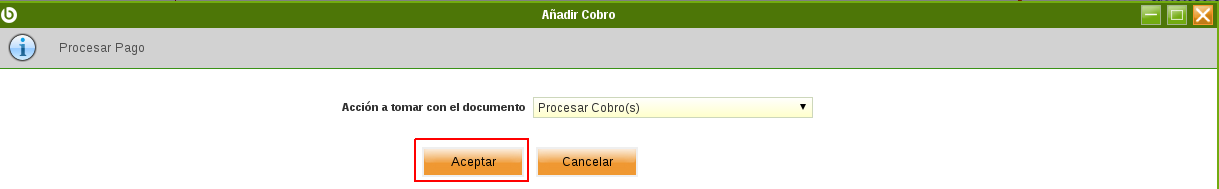 Añadir Cobro
Procesar Pago
Acción a tomar con el documento Procesar Cobro(s)
Aceptar Cancelar